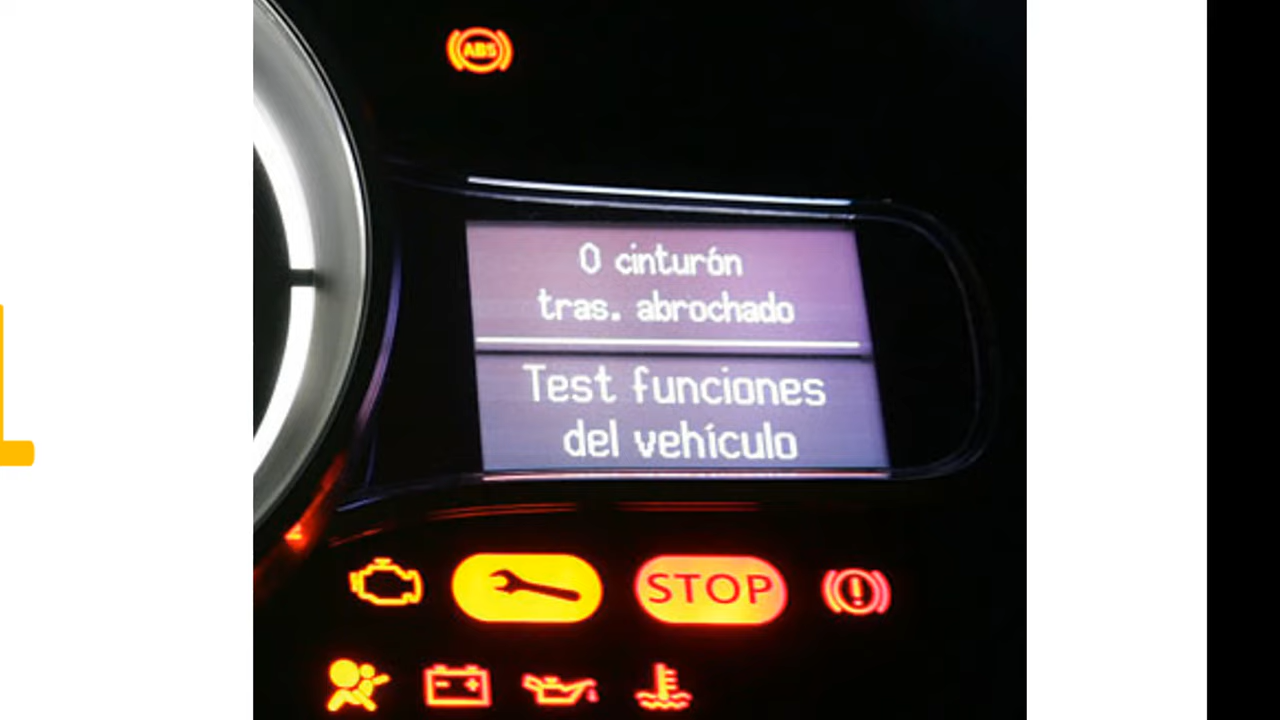 ABS
0 cinturón
tras. abrochado
Test funciones
del vehículo
STOP